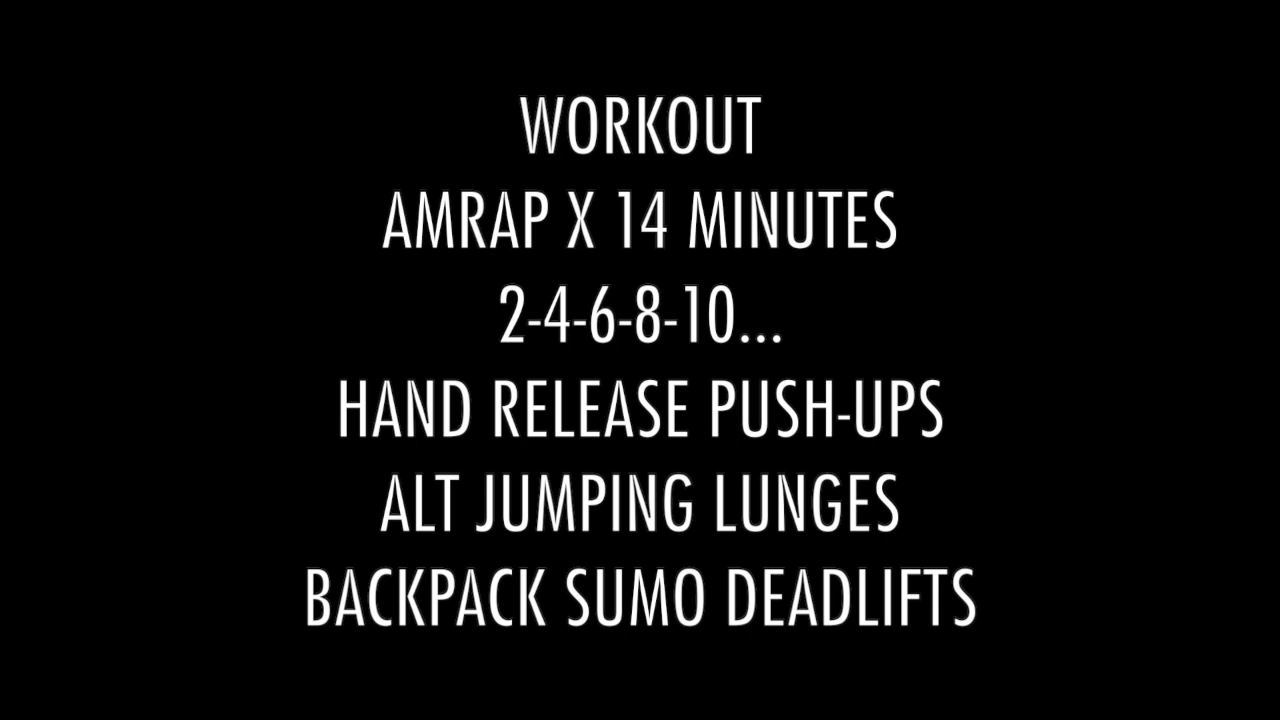 WORKOUT
AMRAP X 14 MINUTES
2-4-6-8-10...
HAND RELEASE PUSH-UPS
ALT JUMPING LUNGES
BACKPACK SUMO DEADLIFTS